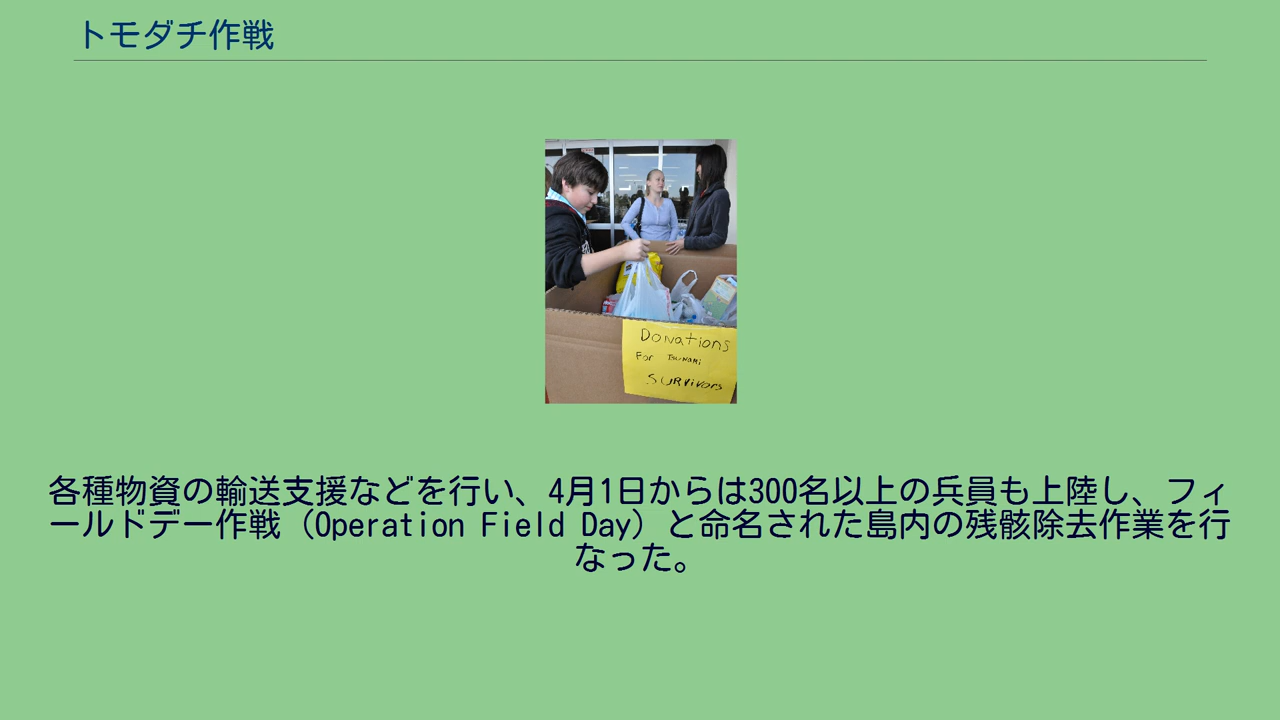 トモダチ作戦
Donations
For Tsunami
Survivors
各種物資の輸送支援などを行い、4月1日からは300名以上の兵員も上陸し、フィ
ールドデー作戦（Operation Field Day）と命名された島内の残骸除去作業を行
なった。